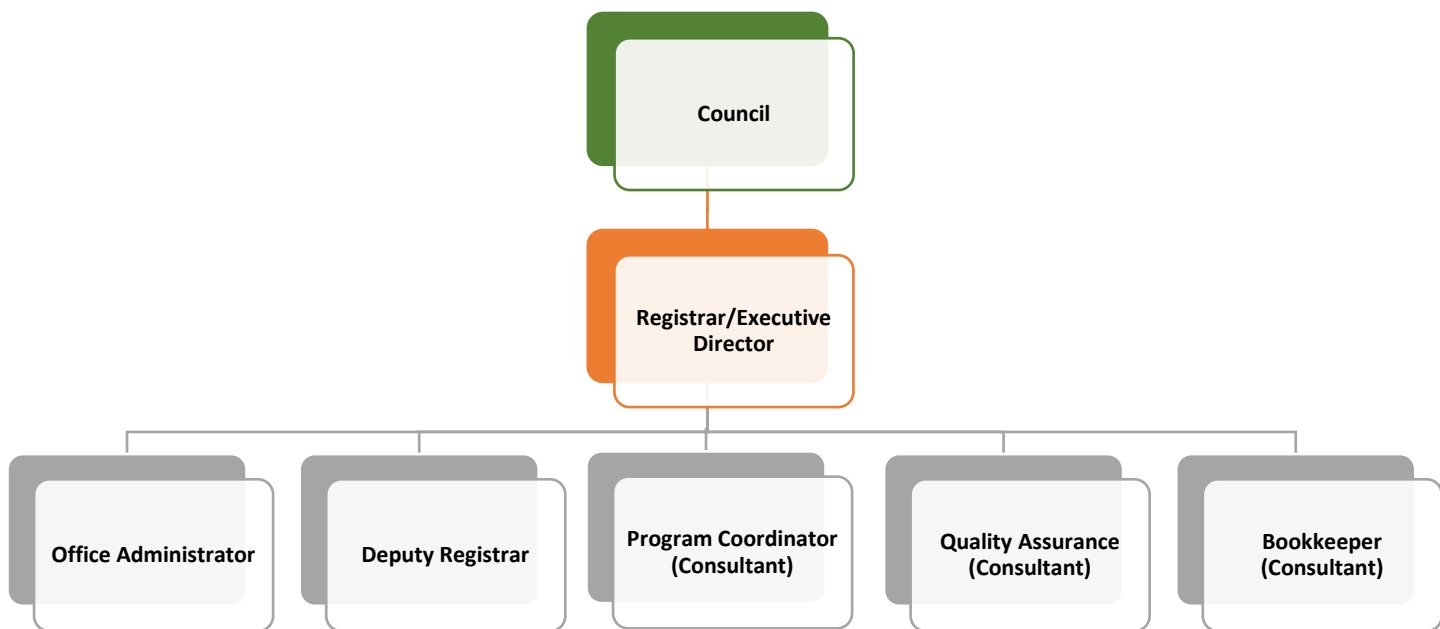 Council
Registrar/Executive
Director
Office Administrator
Deputy Registrar
Program Coordinator
(Consultant)
Quality Assurance
(Consultant)
Bookkeeper
(Consultant)